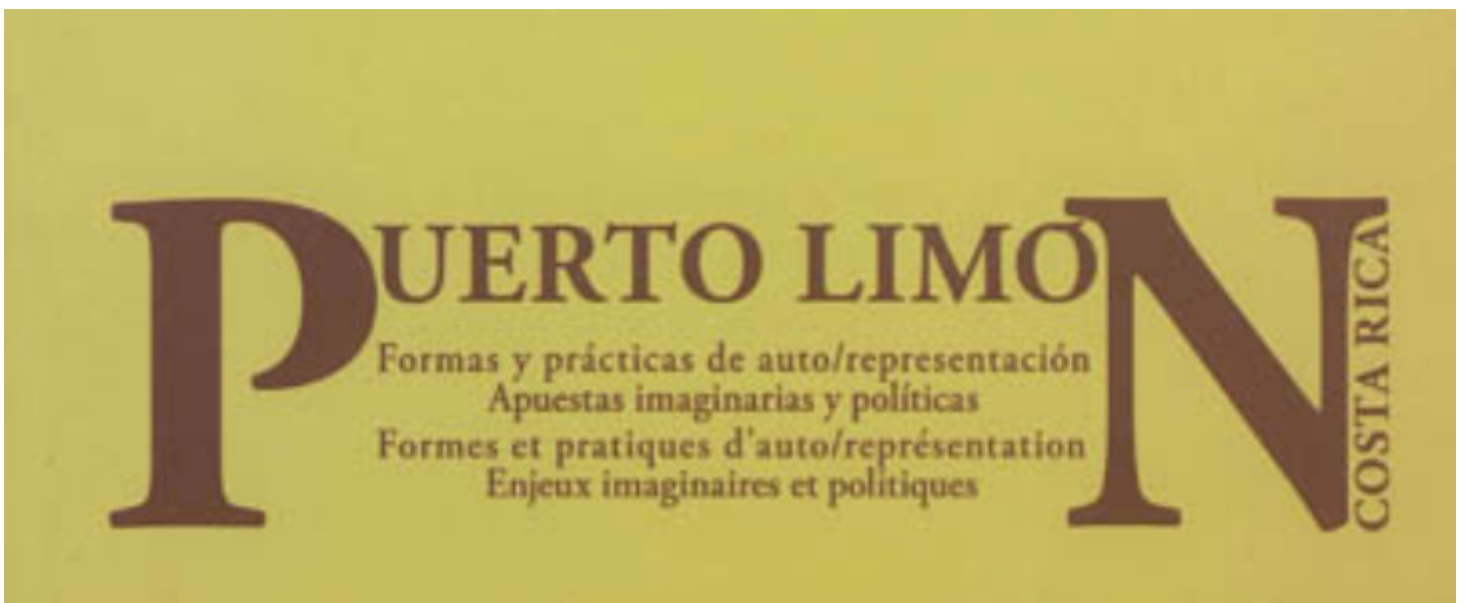 PUERTO LIMÓN
COSTA RICA
Formas y prácticas de auto/representación
Apuestas imaginarias y políticas
Formes et pratiques d'auto/représentation
Enjeux imaginaires et politiques